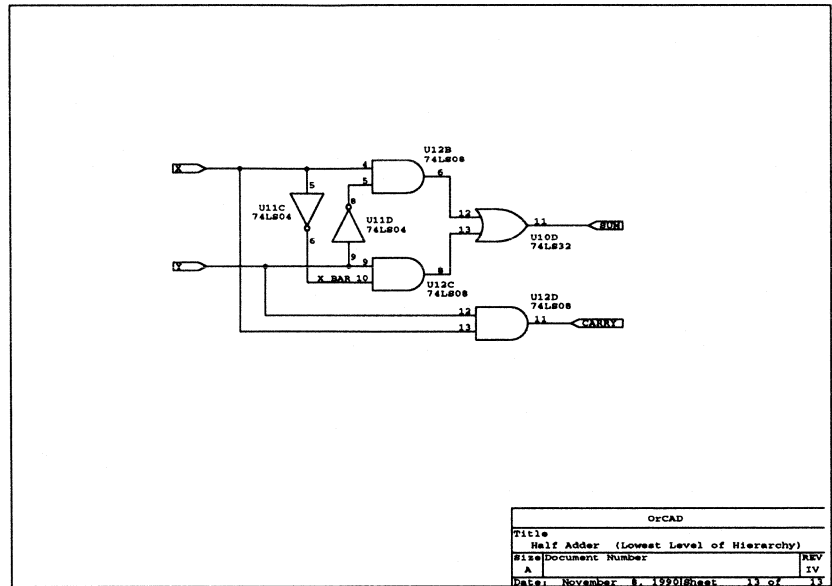 U12B
74LS08
X
4
6
5
5
8
U11C
74LS04
U11D
74LS04
12
11
SUM
13
U10D
74LS32
6
9
Y
9
8
X_BAR 10
U12C
74LS08
U12D
74LS08
12
11
CARRY
13
OrCAD
Title
Half Adder (Lowest Level of Hierarchy)
Size Document Number REV
A IV
Date: November 8, 1990 Sheet 13 of 13